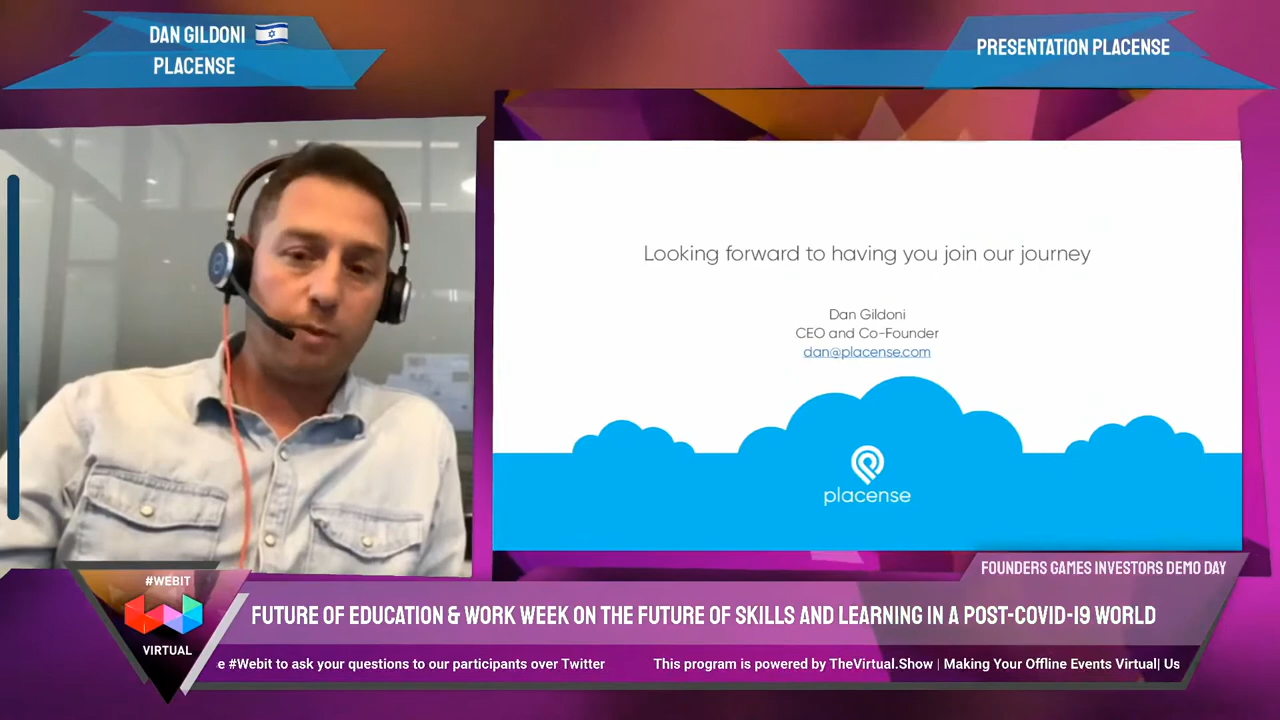 DAN GILDONI
PLACENSE
PRESENTATION PLACENSE
Looking forward to having you join our journey
Dan Gildoni
CEO and Co-Founder
dan@placense.com
placense
FOUNDERS GAMES INVESTORS DEMO DAY
#WEBIT
VIRTUAL
FUTURE OF EDUCATION & WORK WEEK ON THE FUTURE OF SKILLS AND LEARNING IN A POST-COVID-19 WORLD
e #Webit to ask your questions to our participants over Twitter This program is powered by TheVirtual.Show | Making Your Offline Events Virtual| Us